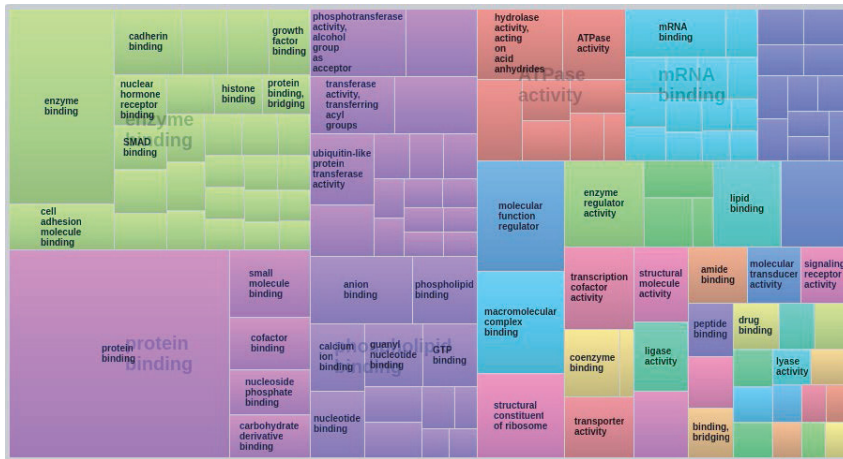 enzyme
binding
cadherin
binding
growth
factor
binding
nuclear
hormone
receptor
binding
histone
binding
protein
binding,
bridging
enzyme
binding
SMAD
binding
cell
adhesion
molecule
binding
protein
binding
protein
binding
small
molecule
binding
cofactor
binding
nucleoside
phosphate
binding
carbohydrate
derivative
binding
phosphotransferase
activity,
alcohol
group
as
acceptor
transferase
activity,
transferring
acyl
groups
ubiquitin-like
protein
transferase
activity
anion
binding
phospholipid
binding
calcium
ion
binding
guanyl
nucleotide
binding
GTP
binding
phospholipid
binding
nucleotide
binding
hydrolase
activity,
acting
on
acid
anhydrides
ATPase
activity
ATPase
activity
mRNA
binding
mRNA
binding
molecular
function
regulator
enzyme
regulator
activity
lipid
binding
macromolecular
complex
binding
transcription
cofactor
activity
structural
molecule
activity
amide
binding
molecular
transducer
activity
signaling
receptor
activity
peptide
binding
drug
binding
coenzyme
binding
ligase
activity
lyase
activity
structural
constituent
of ribosome
transporter
activity
binding,
bridging